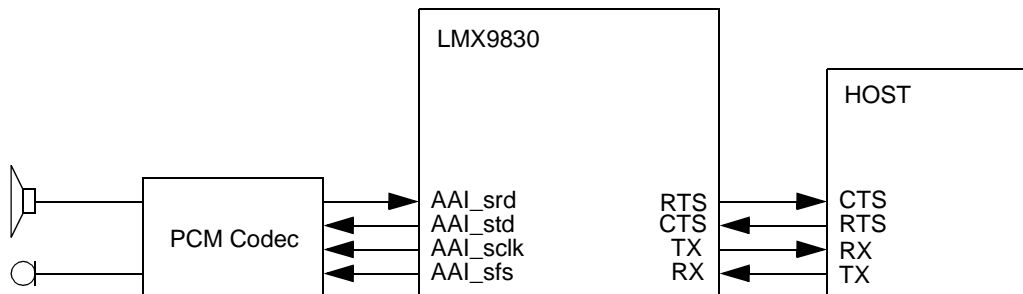 LMX9830
HOST
PCM Codec
AAI_srd
AAI_std
AAI_sclk
AAI_sfs
RTS
CTS
TX
RX
CTS
RTS
RX
TX